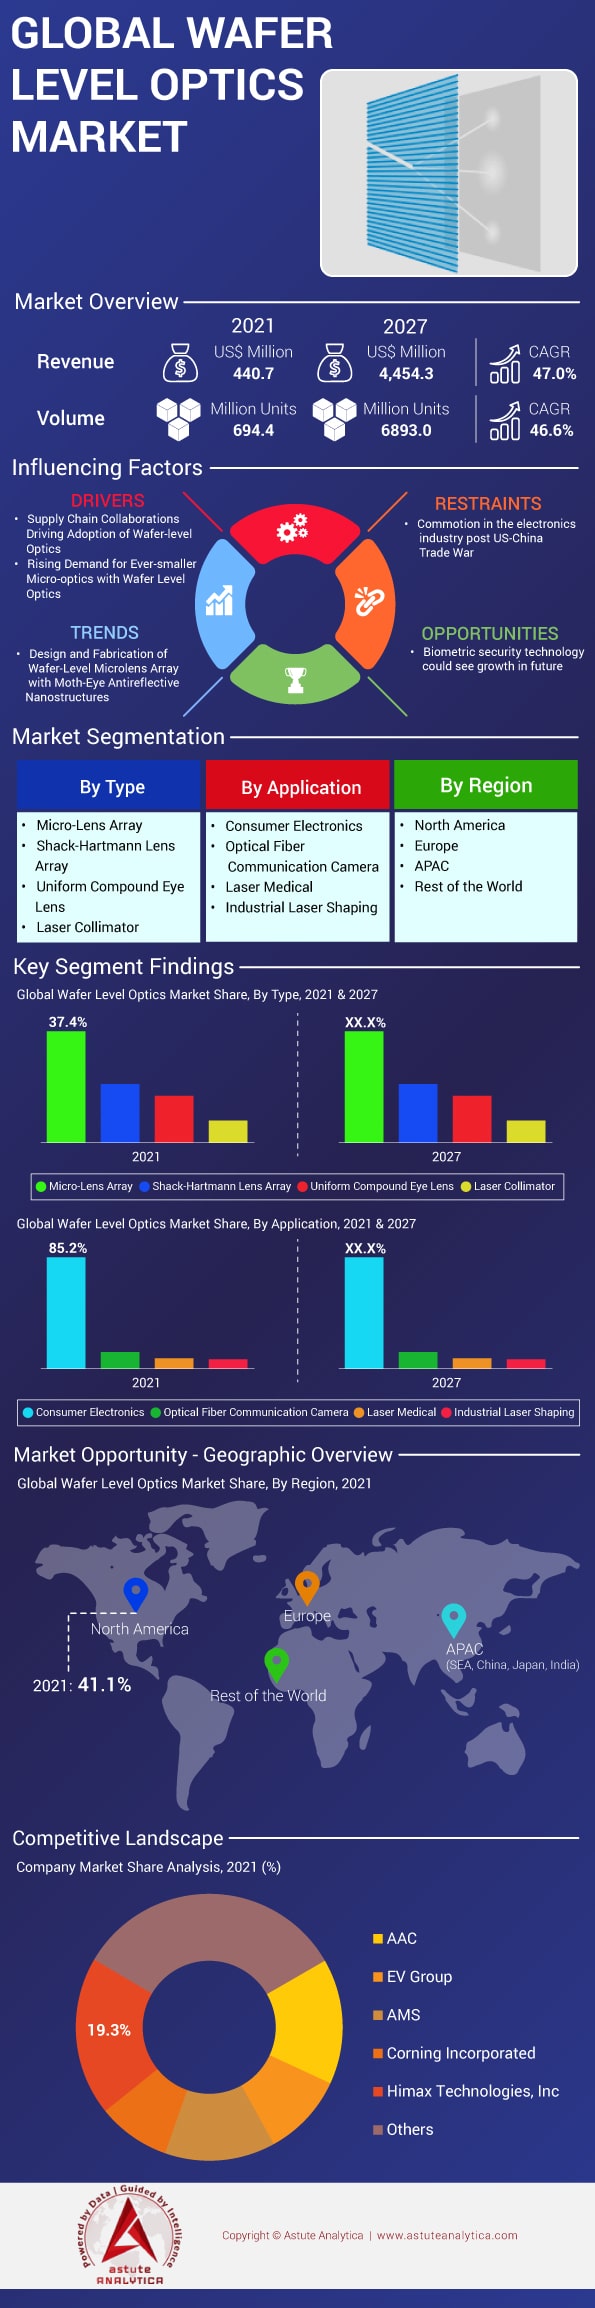 GLOBAL WAFER
LEVEL OPTICS
MARKET
Market Overview
2021
2027
Revenue
US$ Million
440.7
US$ Million
4,454.3
CAGR
47.0%
Volume
Million Units
694.4
Million Units
6893.0
CAGR
46.6%
Influencing Factors
DRIVERS
• Supply Chain Collaborations
Driving Adoption of Wafer-level
Optics
• Rising Demand for Ever-smaller
Micro-optics with Wafer Level
Optics
RESTRAINTS
• Commotion in the electronics
industry post US-China
Trade War
TRENDS
• Design and Fabrication of
Wafer-Level Microlens Array
with Moth-Eye Antireflective
Nanostructures
OPPORTUNITIES
• Biometric security technology
could see growth in future
Market Segmentation
By Type
• Micro-Lens Array
• Shack-Hartmann Lens
Array
• Uniform Compound Eye
Lens
• Laser Collimator
By Application
• Consumer Electronics
• Optical Fiber
Communication Camera
• Laser Medical
• Industrial Laser Shaping
By Region
• North America
• Europe
• APAC
• Rest of the World
Key Segment Findings
Global Wafer Level Optics Market Share, By Type, 2021 & 2027
37.4%
XX.X%
2021
2027
Micro-Lens Array Shack-Hartmann Lens Array Uniform Compound Eye Lens Laser Collimator
Global Wafer Level Optics Market Share, By Application, 2021 & 2027
85.2%
XX.X%
2021
2027
Consumer Electronics Optical Fiber Communication Camera Laser Medical Industrial Laser Shaping
Market Opportunity - Geographic Overview
Global Wafer Level Optics Market Share, By Region, 2021
Europe
North America
APAC
(SEA, China, Japan, India)
2021: 41.1%
Rest of the World
Competitive Landscape
Company Market Share Analysis, 2021 (%)
19.3%
AAC
EV Group
AMS
Corning Incorporated
Himax Technologies, Inc
Others
Powered by Data | Guided by Intelligence
astute
ANALYTICA
Copyright © Astute Analytica | www.astuteanalytica.com